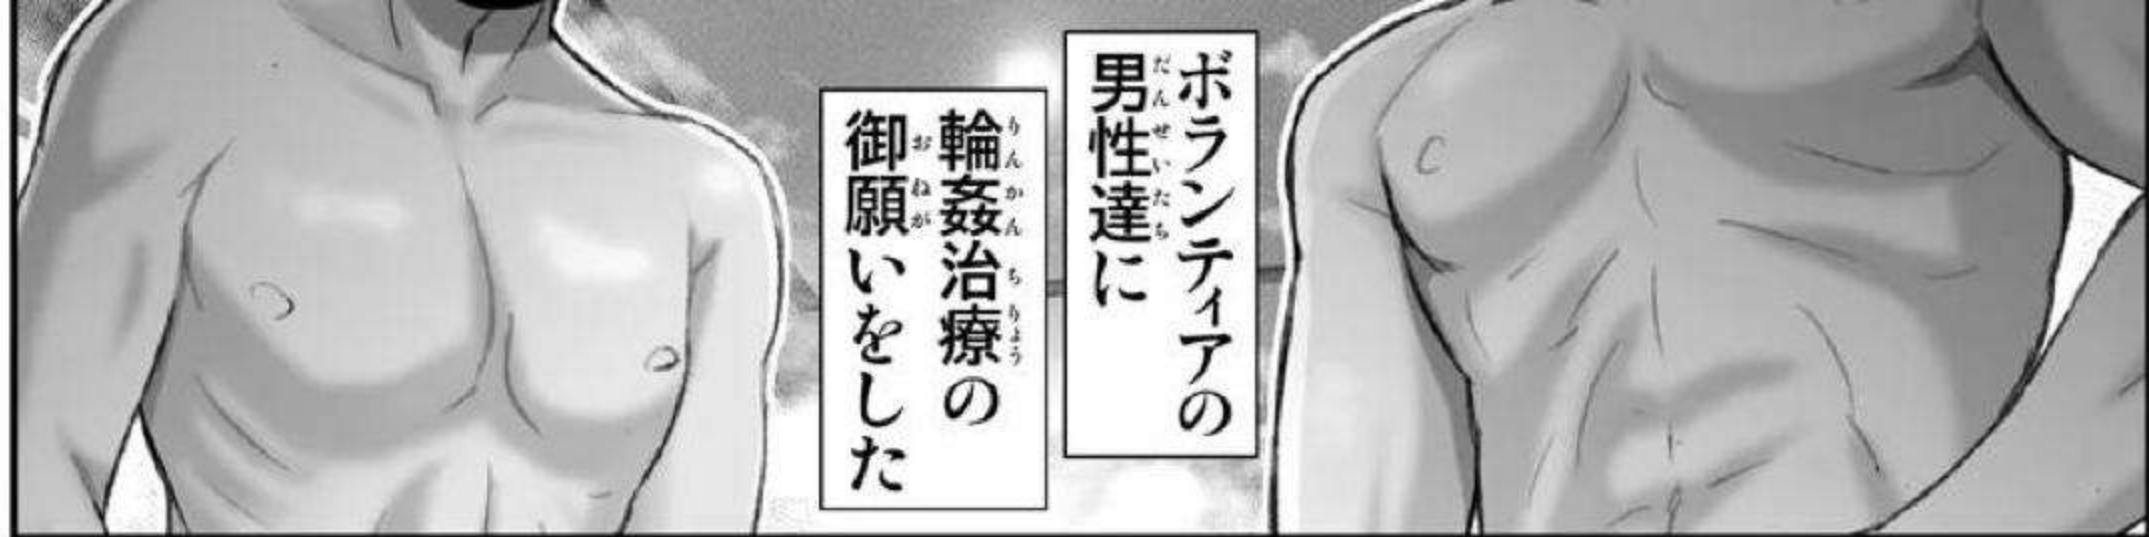 ボランティアの
男性達に
輪姦治療の
御願いをした